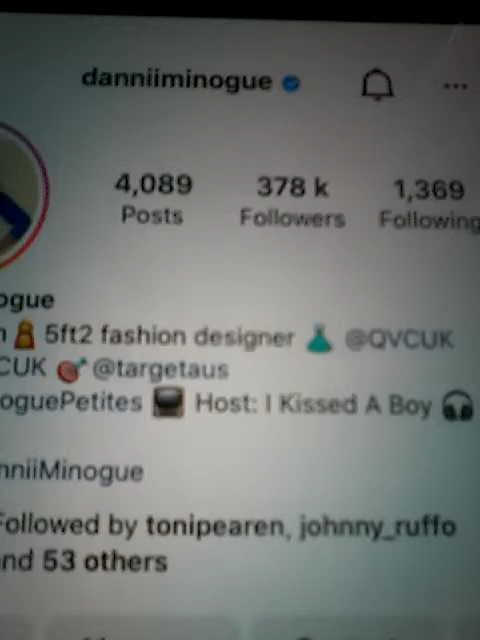 danniiminogue
4,089 378 k 1,369
Posts Followers Following
ogue
n 5ft2 fashion designer @QVCUK
CUK @targetaus
oguePetites Host: I Kissed A Boy
nniiMinogue
Followed by tonipearen, johnny_ruffo
nd 53 others